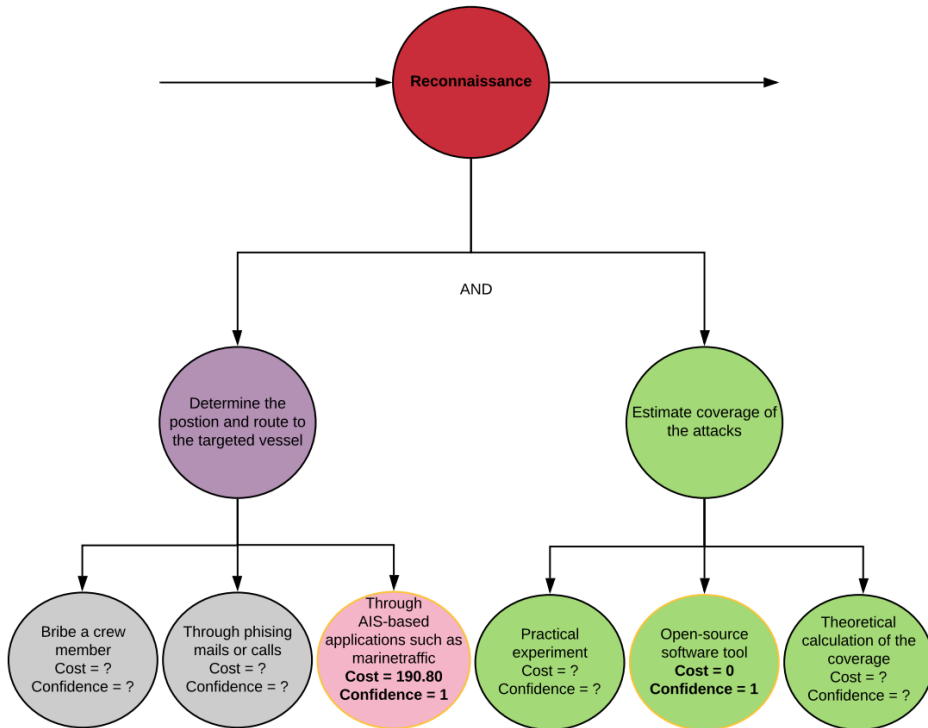 Reconnaissance
AND
Determine the
postion and route to
the targeted vessel
Estimate coverage of
the attacks
Bribe a crew
member
Cost = ?
Confidence = ?
Through phising
mails or calls
Cost = ?
Confidence = ?
Through
AIS-based
applications such as
marinetraffic
Cost = 190.80
Confidence = 1
Practical
experiment
Cost = ?
Confidence = ?
Open-source
software tool
Cost = 0
Confidence = 1
Theoretical
calculation of the
coverage
Cost = ?
Confidence = ?